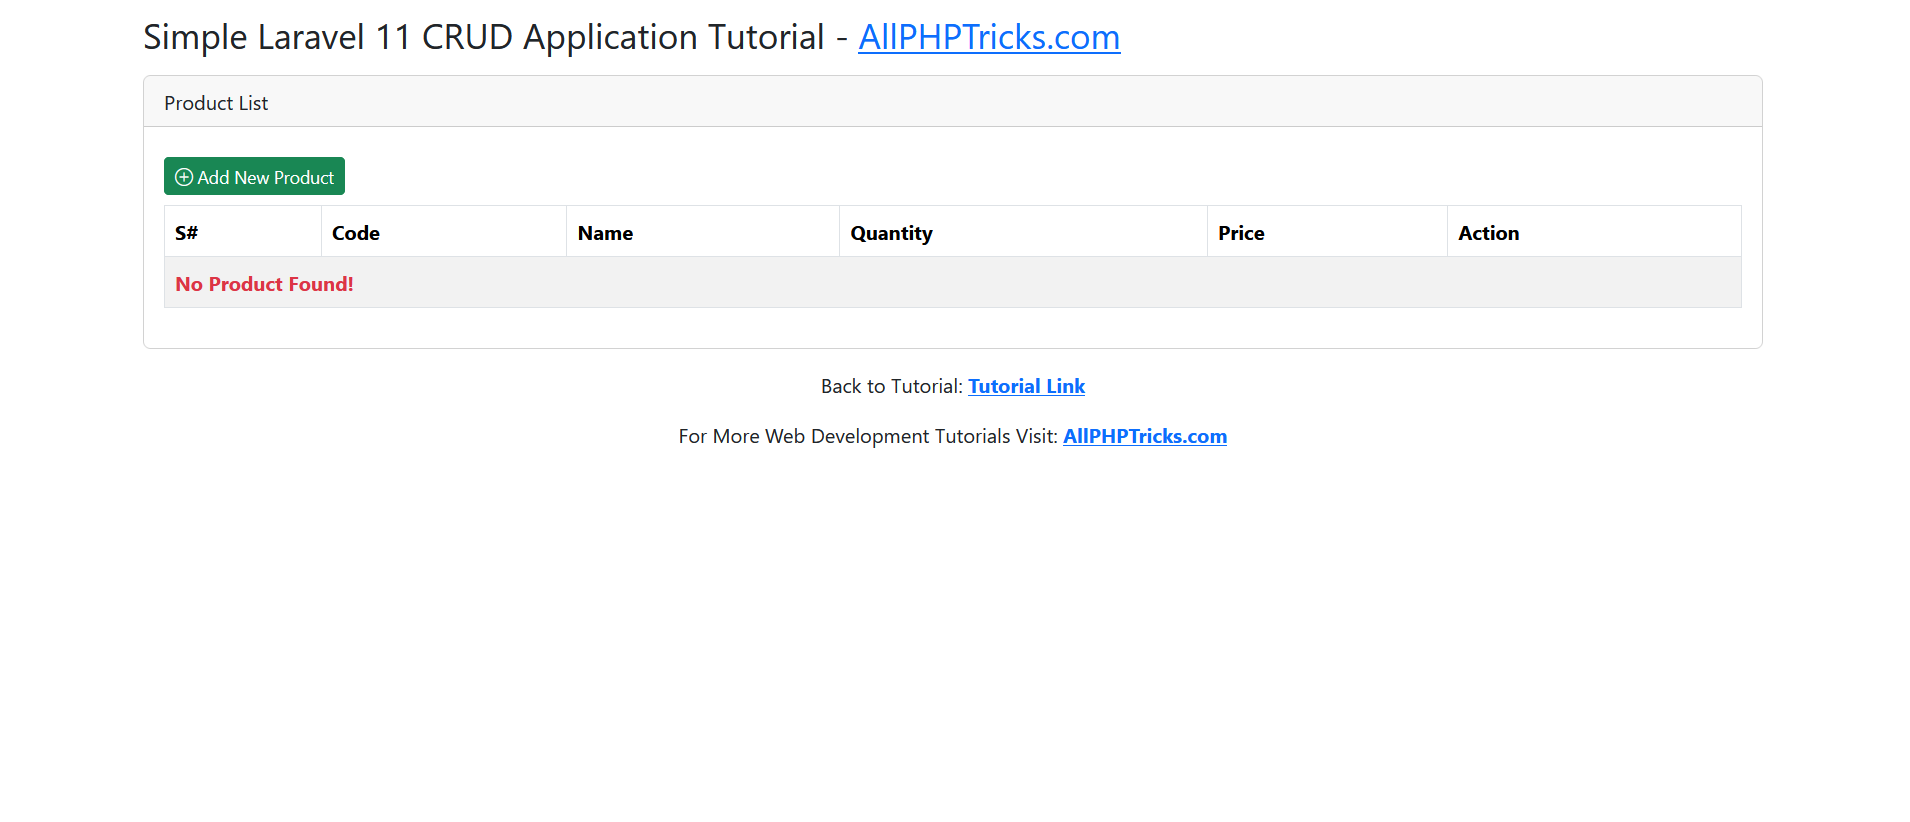 Simple Laravel 11 CRUD Application Tutorial - AllPHPTricks.com
Product List
Add New Product
S# Code Name Quantity Price Action
No Product Found!
Back to Tutorial: Tutorial Link
For More Web Development Tutorials Visit: AllPHPTricks.com